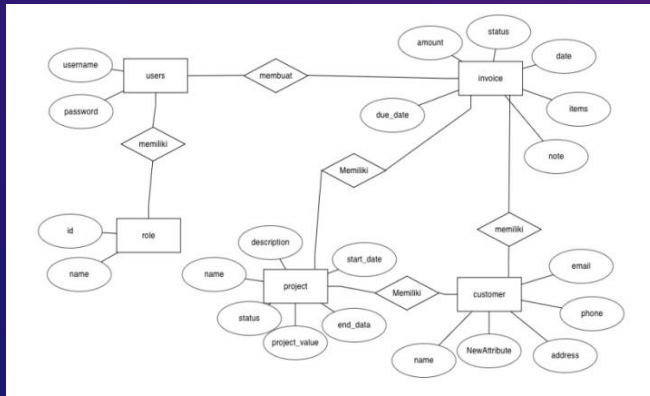 status
amount
username
date
users
membuat
invoice
password
items
due_date
memiliki
note
Memiliki
id
role
memiliki
description
start_date
email
name
name
project
Memiliki
customer
status
end_data
phone
project_value
name
NewAttribute
address